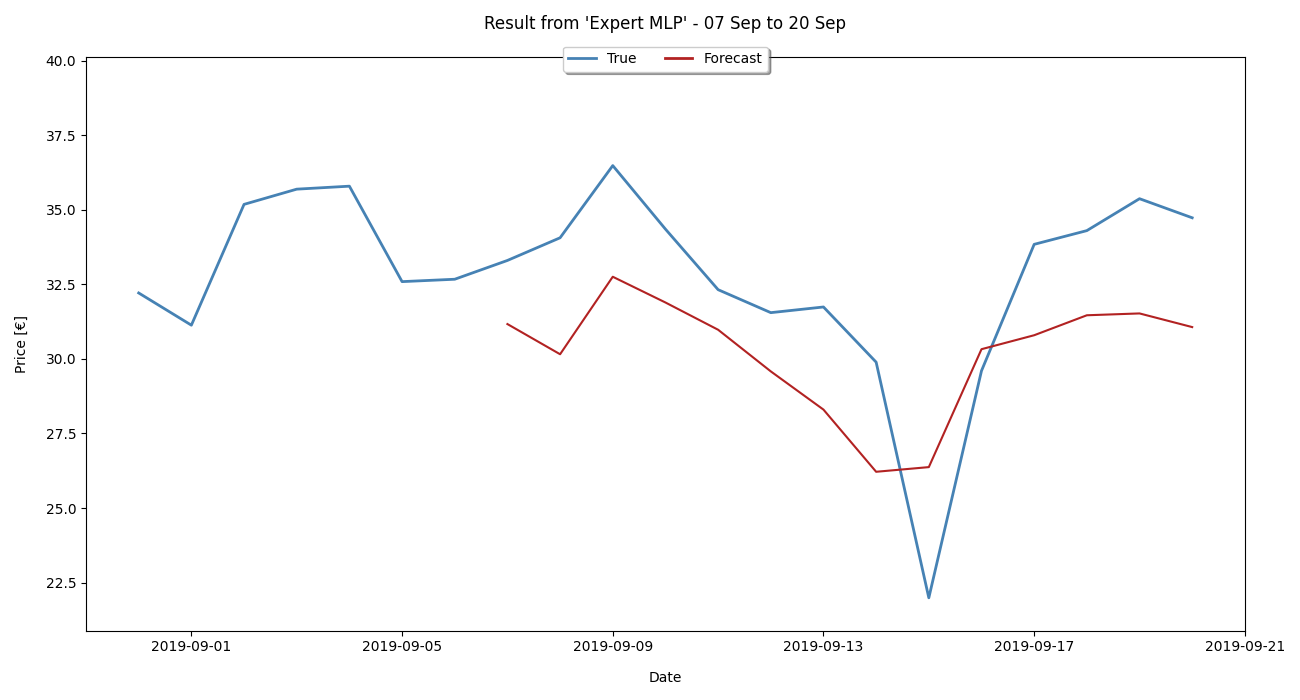 Result from 'Expert MLP' - 07 Sep to 20 Sep
True Forecast
40.0
37.5
35.0
32.5
30.0
27.5
25.0
22.5
Price [€]
2019-09-01 2019-09-05 2019-09-09 2019-09-13 2019-09-17 2019-09-21
Date